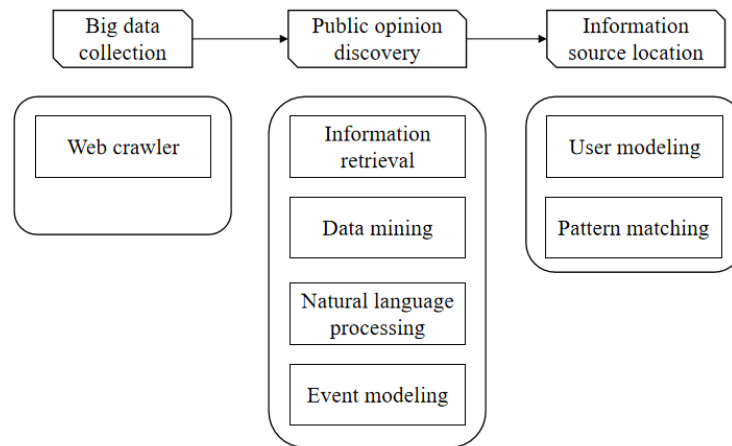 Big data
collection
Public opinion
discovery
Information
source location
Web crawler
Information
retrieval
Data mining
Natural language
processing
Event modeling
User modeling
Pattern matching